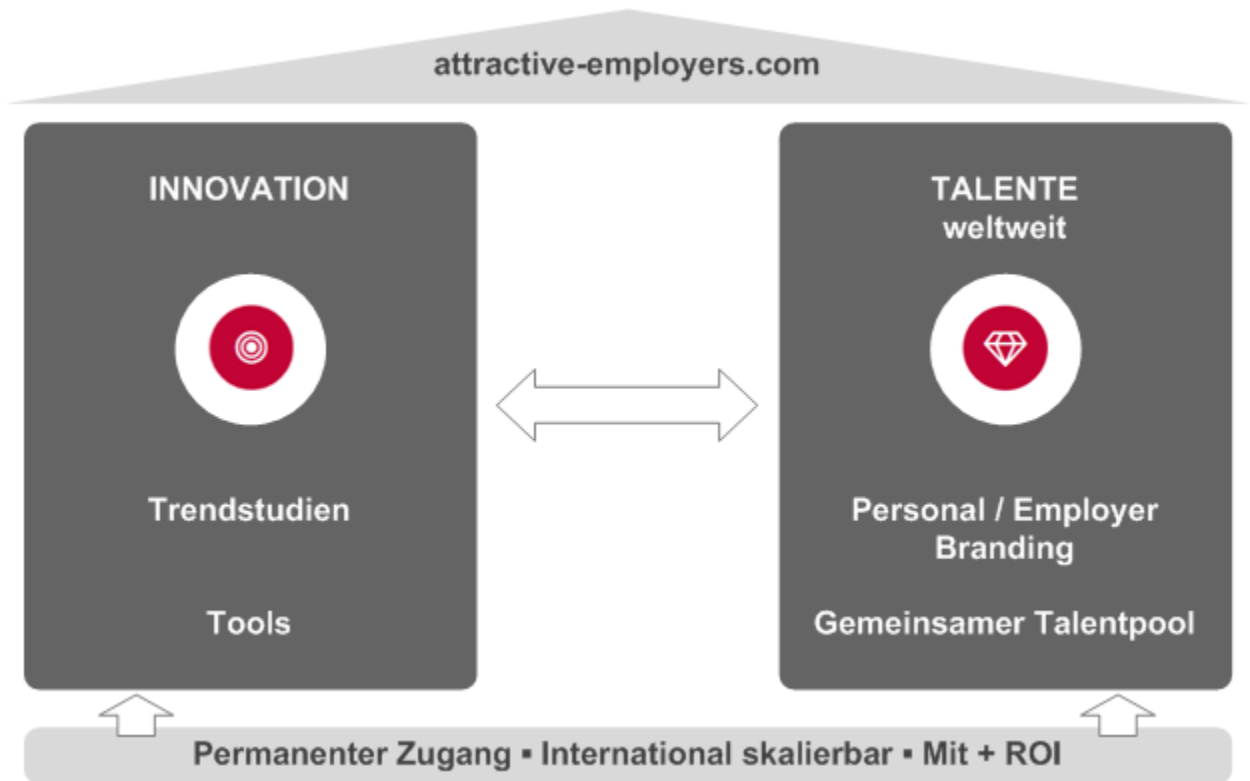 attractive-employers.com
INNOVATION
Trendstudien
Tools
TALENTE
weltweit
Personal / Employer
Branding
Gemeinsamer Talentpool
Permanenter Zugang ▪ International skalierbar ▪ Mit + ROI